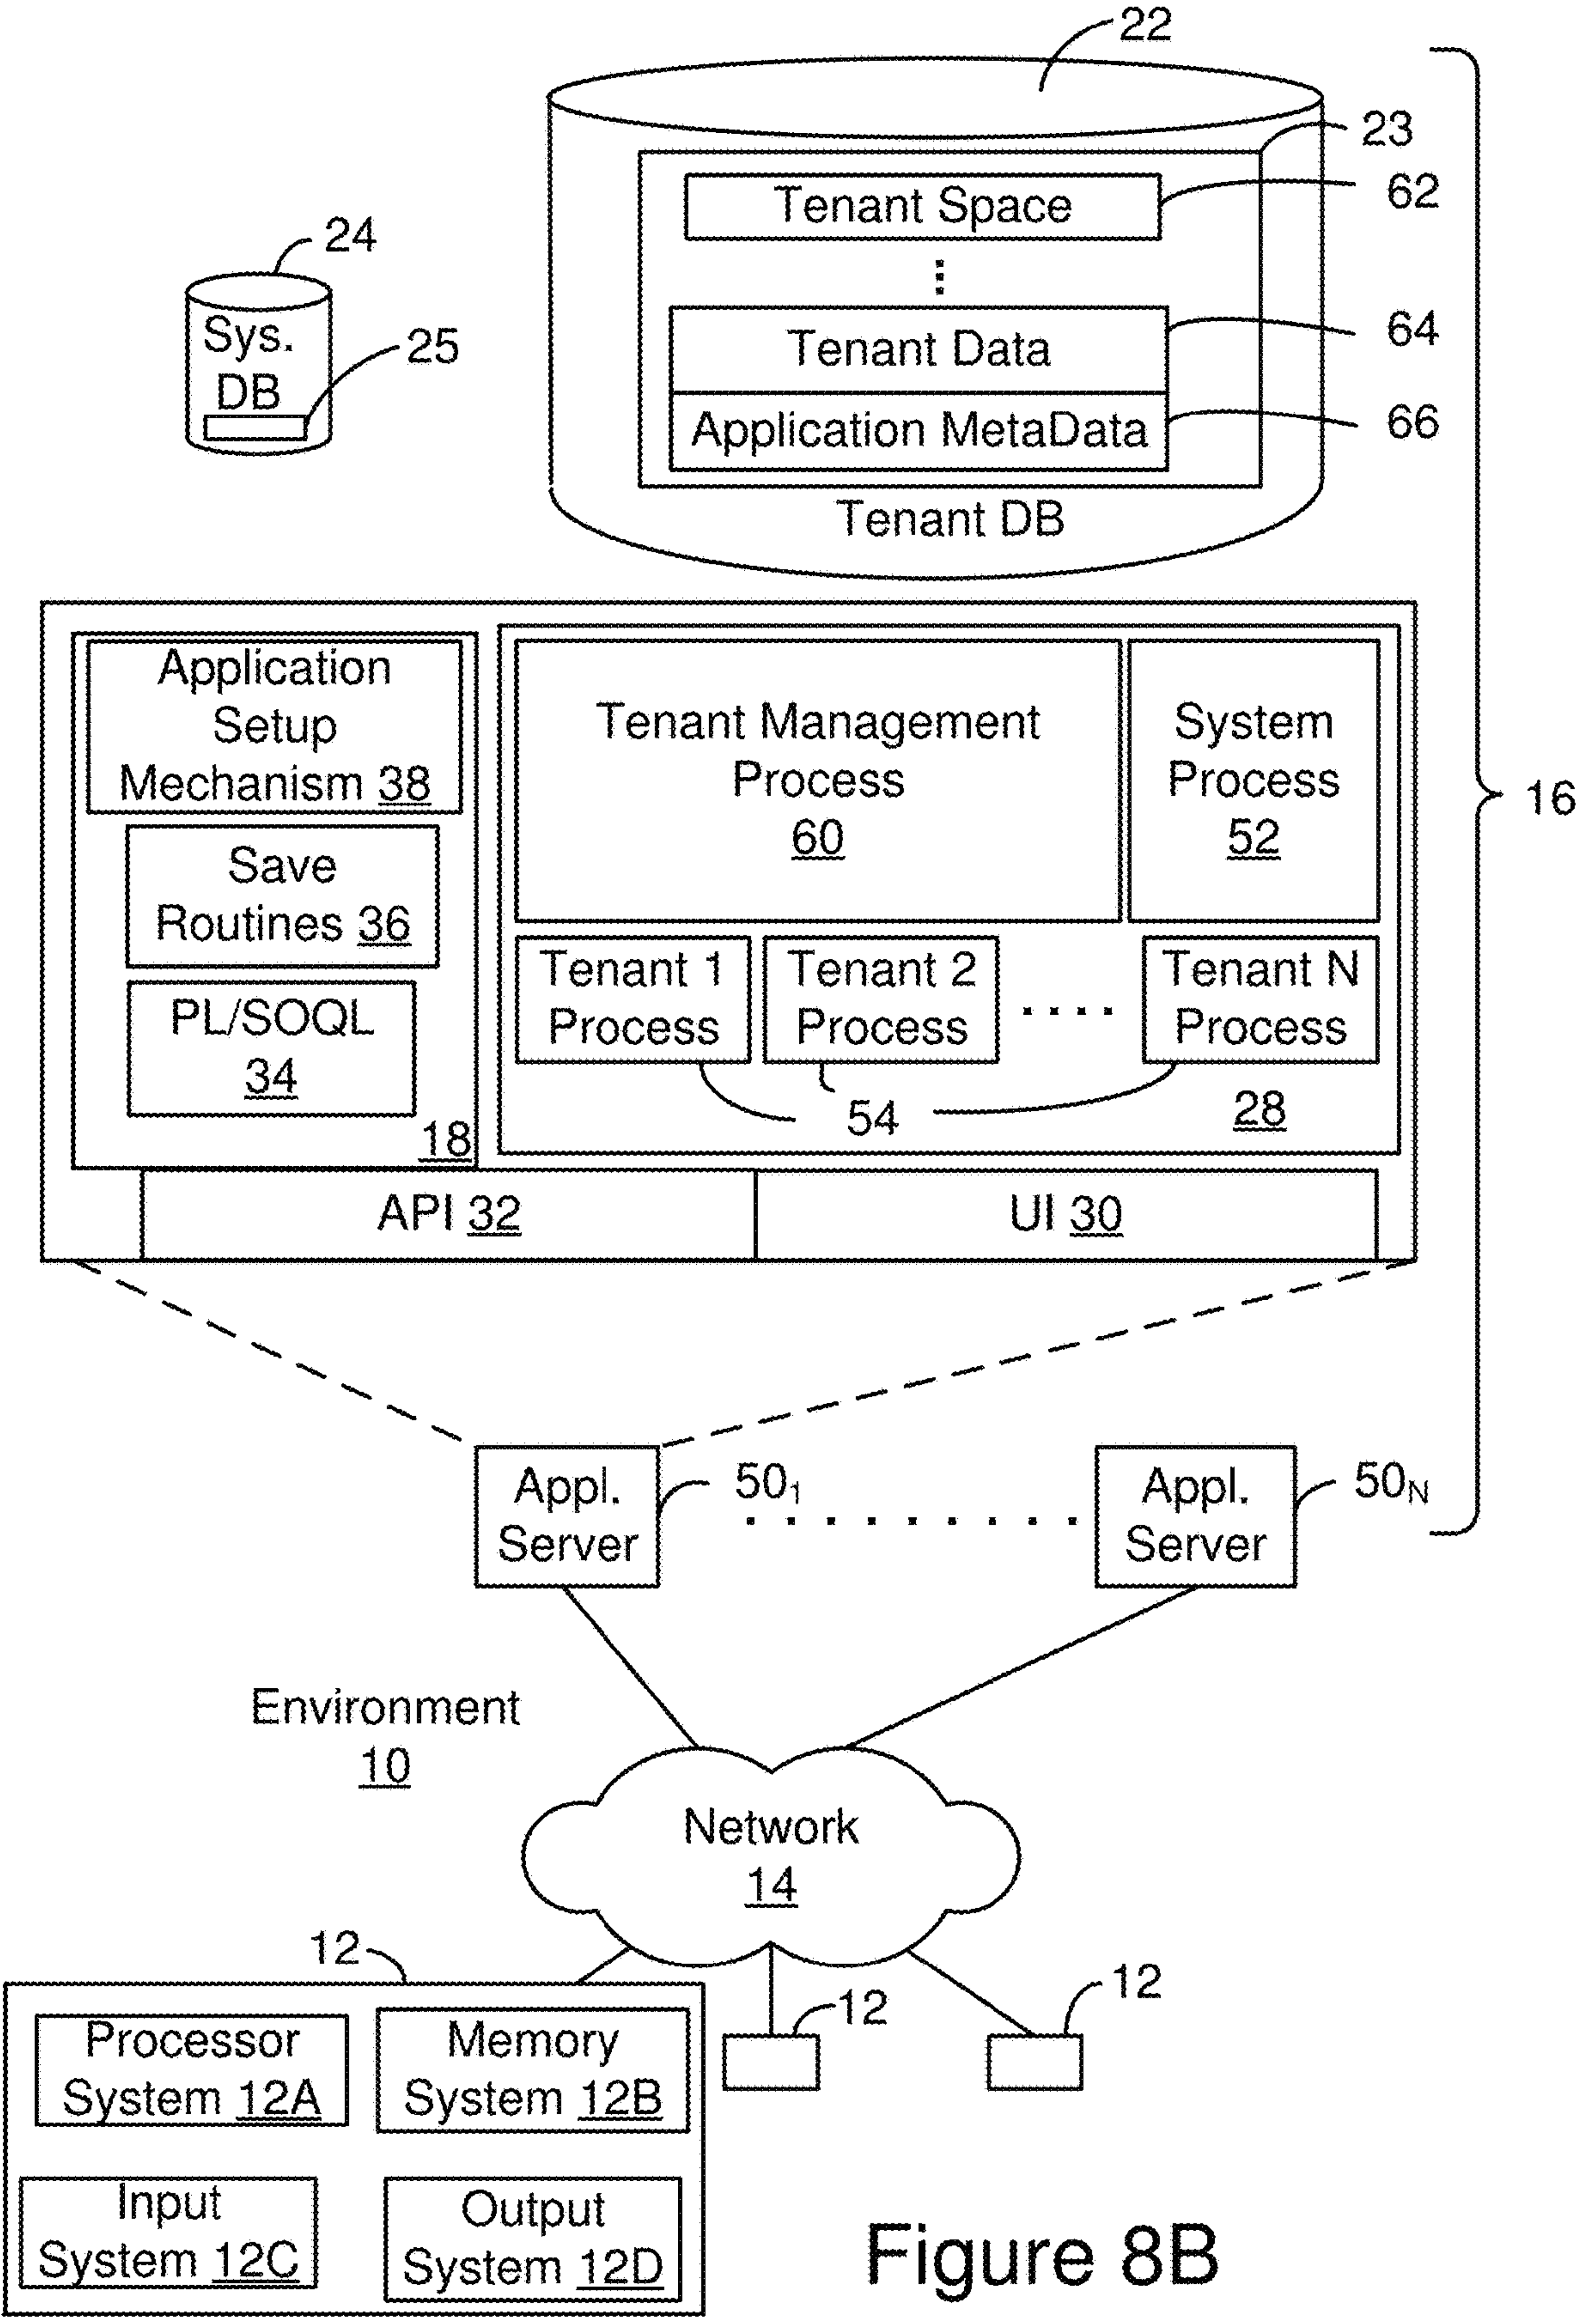 22
23
Tenant Space
62
24
Sys.
DB
25
Tenant Data
64
Application MetaData
66
Tenant DB
Application
Setup
Mechanism 38
Tenant Management
Process
60
System
Process
52
16
Save
Routines 36
Tenant 1
Process
Tenant 2
Process
Tenant N
Process
PL/SOQL
34
54
28
18
API 32
UI 30
Appl.
Server
50₁
Appl.
Server
50N
Environment
10
Network
14
12
12
12
Processor
System 12A
Memory
System 12B
Input
System 12C
Output
System 12D
Figure 8B